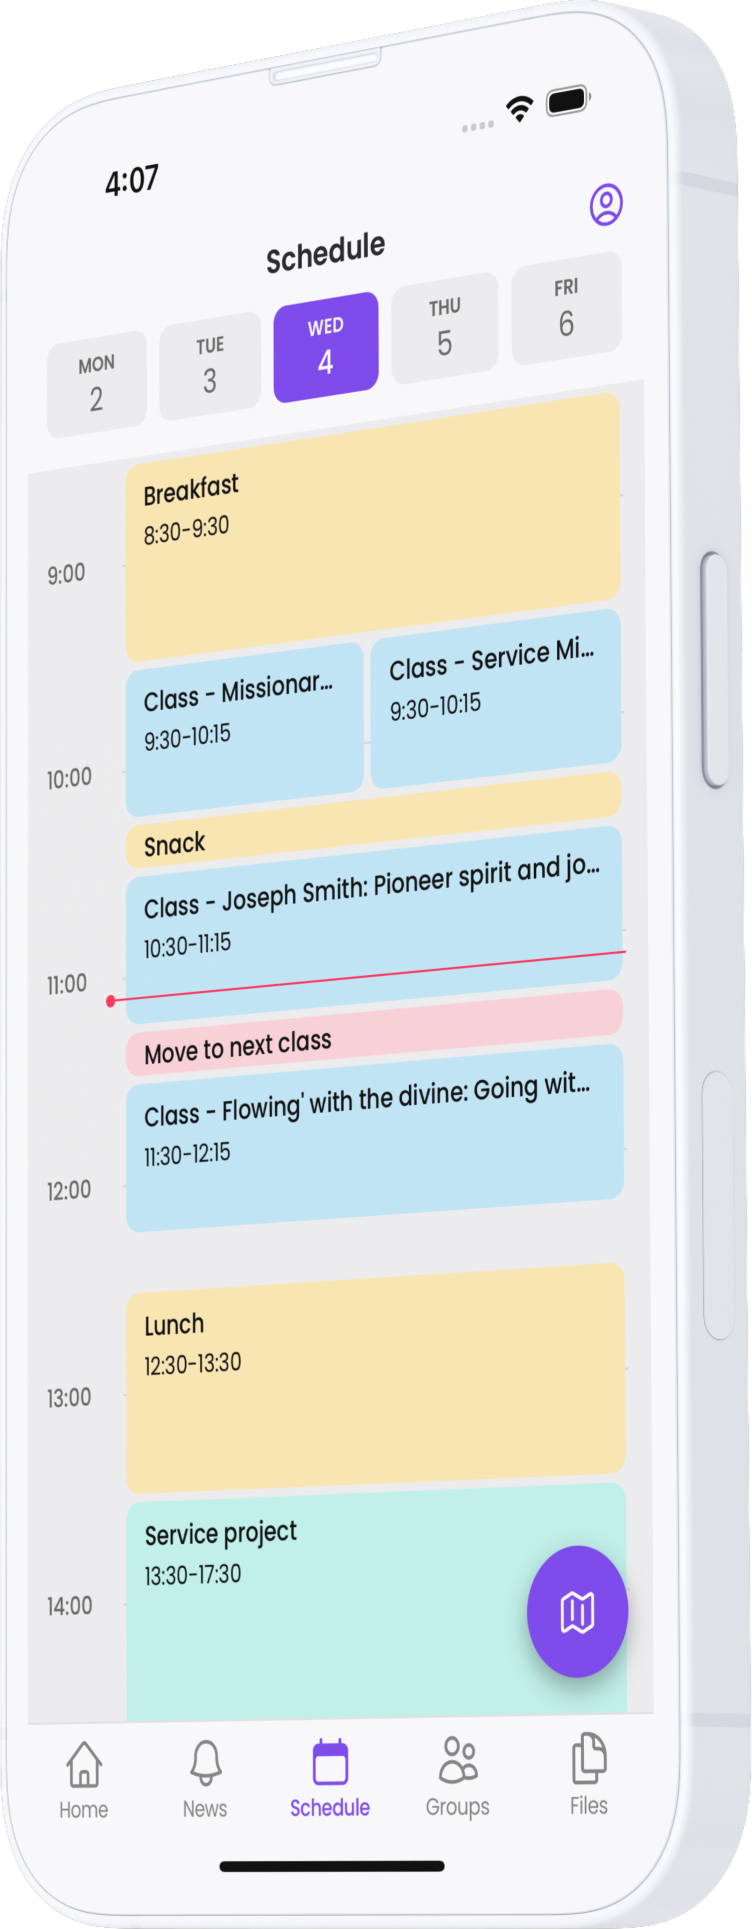 4:07
Schedule
MON
2
TUE
3
WED
4
THU
5
FRI
6
Breakfast
8:30-9:30
9:00
Class - Missionar...
9:30-10:15
Class - Service Mi...
9:30-10:15
10:00
Snack
Class - Joseph Smith: Pioneer spirit and jo...
10:30-11:15
11:00
Move to next class
Class - Flowing' with the divine: Going wit...
11:30-12:15
12:00
Lunch
12:30-13:30
13:00
Service project
13:30-17:30
14:00
Home
News
Schedule
Groups
Files